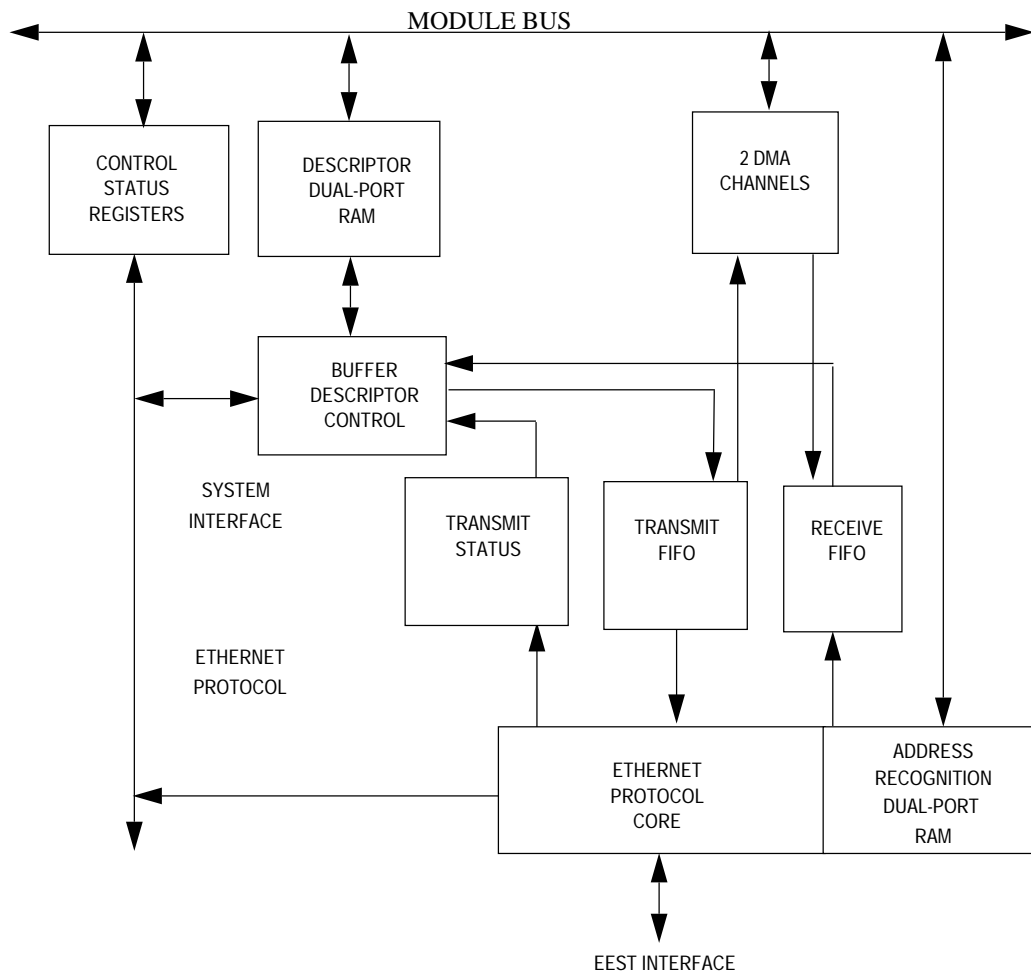 MODULE BUS
CONTROL
STATUS
REGISTERS
DESCRIPTOR
DUAL-PORT
RAM
2 DMA
CHANNELS
BUFFER
DESCRIPTOR
CONTROL
SYSTEM
INTERFACE
TRANSMIT
STATUS
TRANSMIT
FIFO
RECEIVE
FIFO
ETHERNET
PROTOCOL
ETHERNET
PROTOCOL
CORE
ADDRESS
RECOGNITION
DUAL-PORT
RAM
EEST INTERFACE